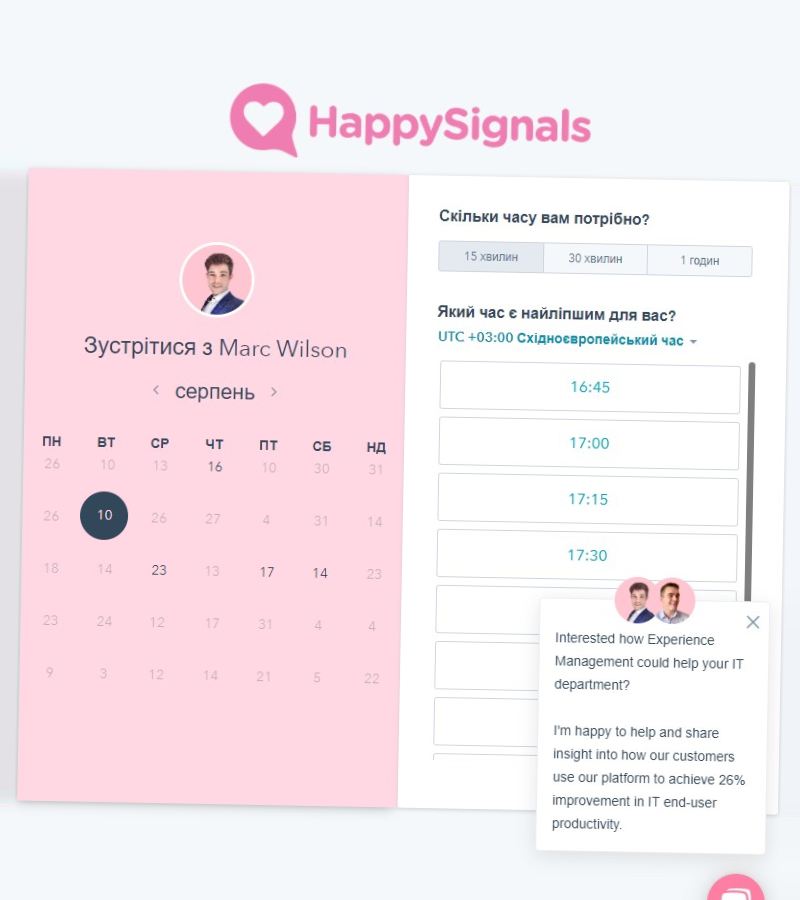 HappySignals
Зустрітися з Marc Wilson
серпень
ПН ВТ СР ЧТ ПТ СБ НД
26 10 13 16 10 30 31
26 10 26 27 4 31 14
18 14 23 13 17 14 23
23 24 12 17 31 4 4
9 3 12 14 21 5 22
Скільки часу вам потрібно?
15 хвилин 30 хвилин 1 годин
Який час є найліпшим для вас?
UTC +03:00 Східноєвропейський час
16:45
17:00
17:15
17:30
Interested how Experience
Management could help your IT
department?
I'm happy to help and share
insight into how our customers
use our platform to achieve 26%
improvement in IT end-user
productivity.